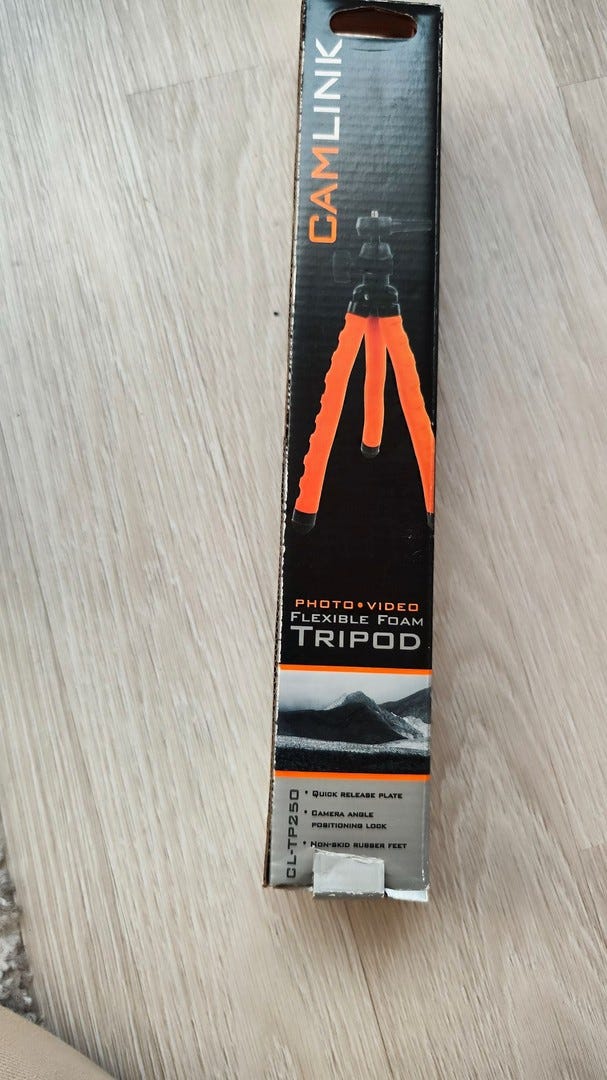 CAMLINK
PHOTO • VIDEO
FLEXIBLE FOAM
TRIPOD
CL-TP250
• QUICK RELEASE PLATE
• CAMERA ANGLE
POSITIONING LOCK
• NON-SKID RUBBER FEET